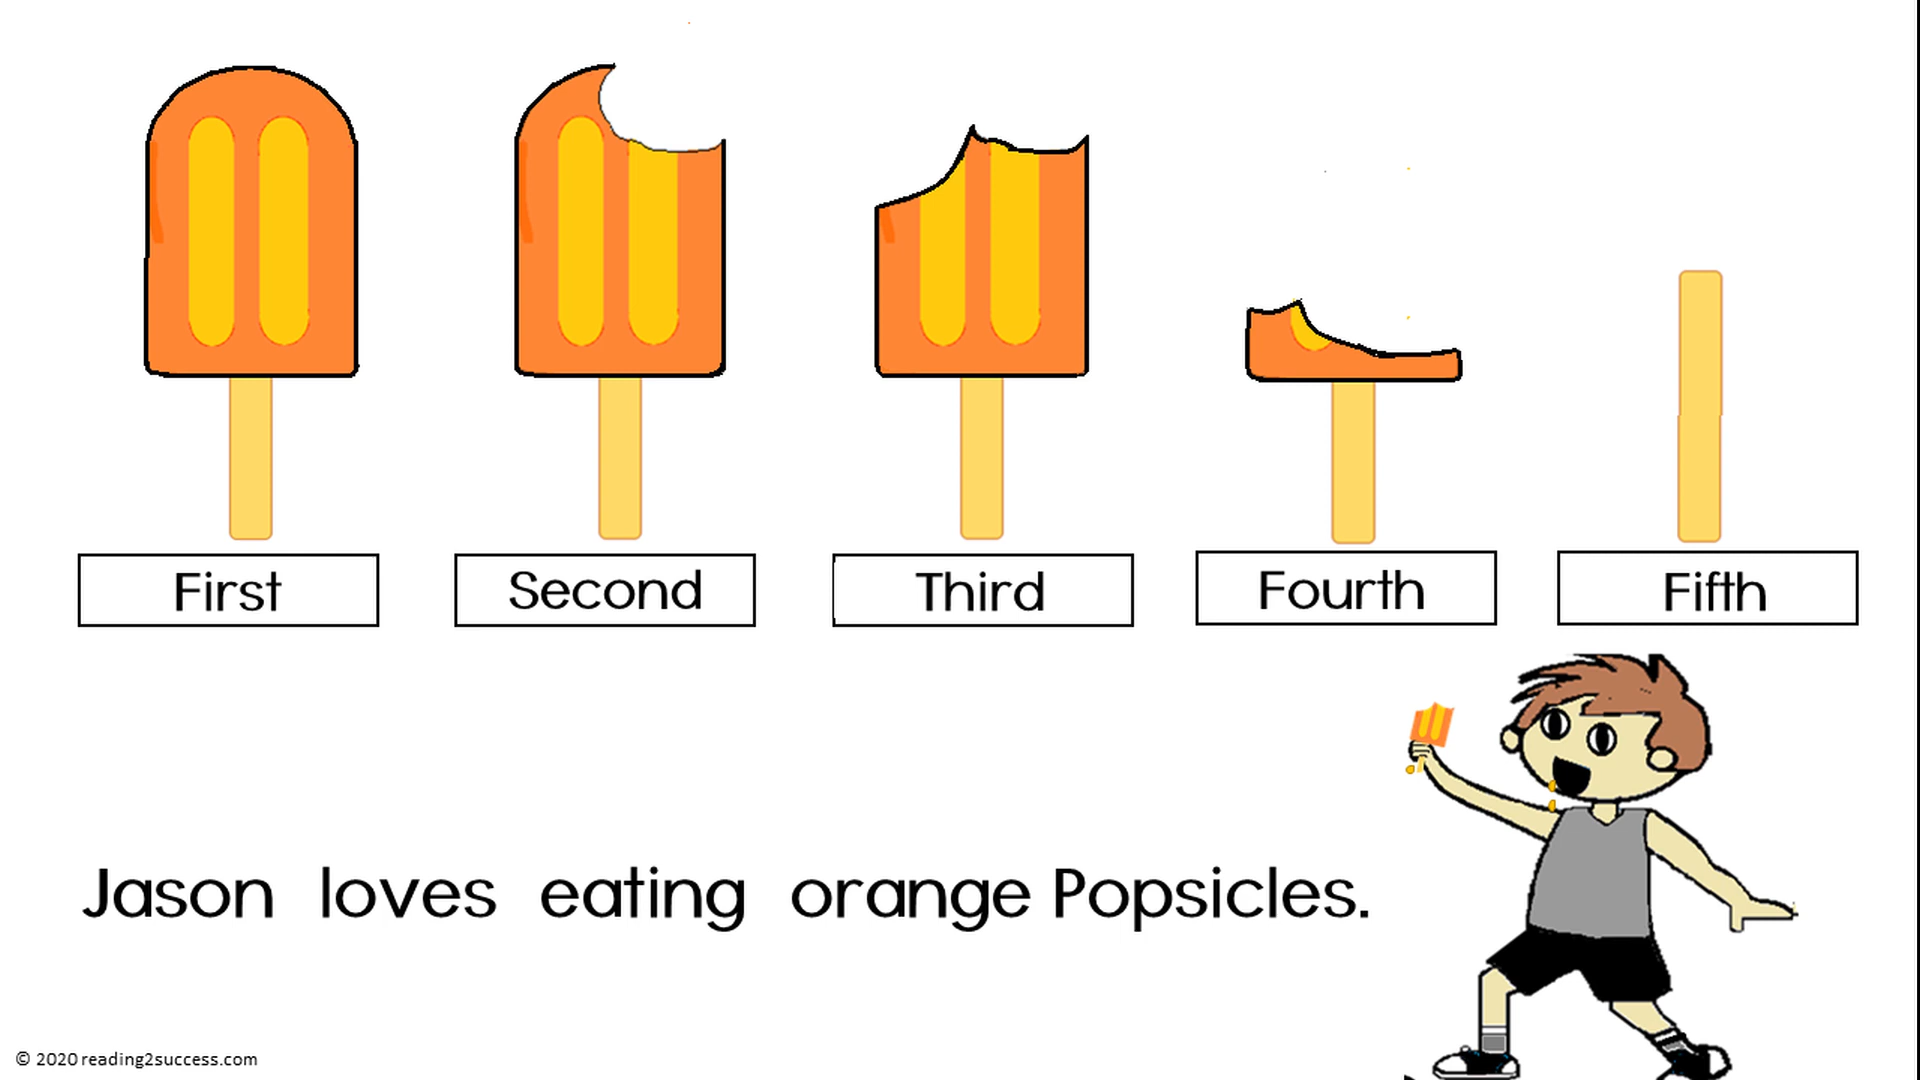 First Second Third Fourth Fifth
Jason loves eating orange Popsicles.
© 2020 reading2success.com